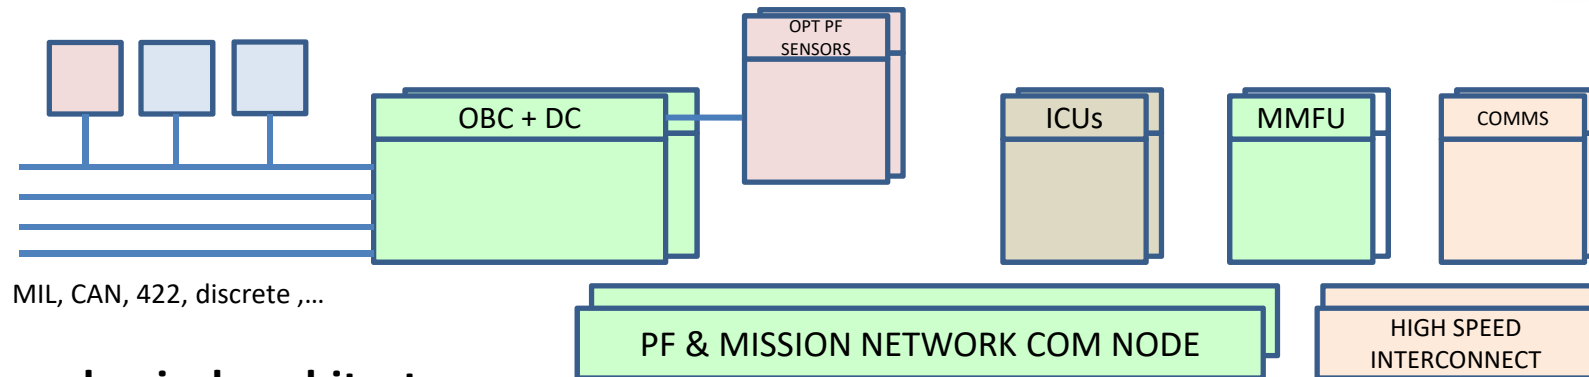 OPT PF
SENSORS
OBC + DC
ICUs
MMFU
COMMS
MIL, CAN, 422, discrete ,…
PF & MISSION NETWORK COM NODE
HIGH SPEED
INTERCONNECT